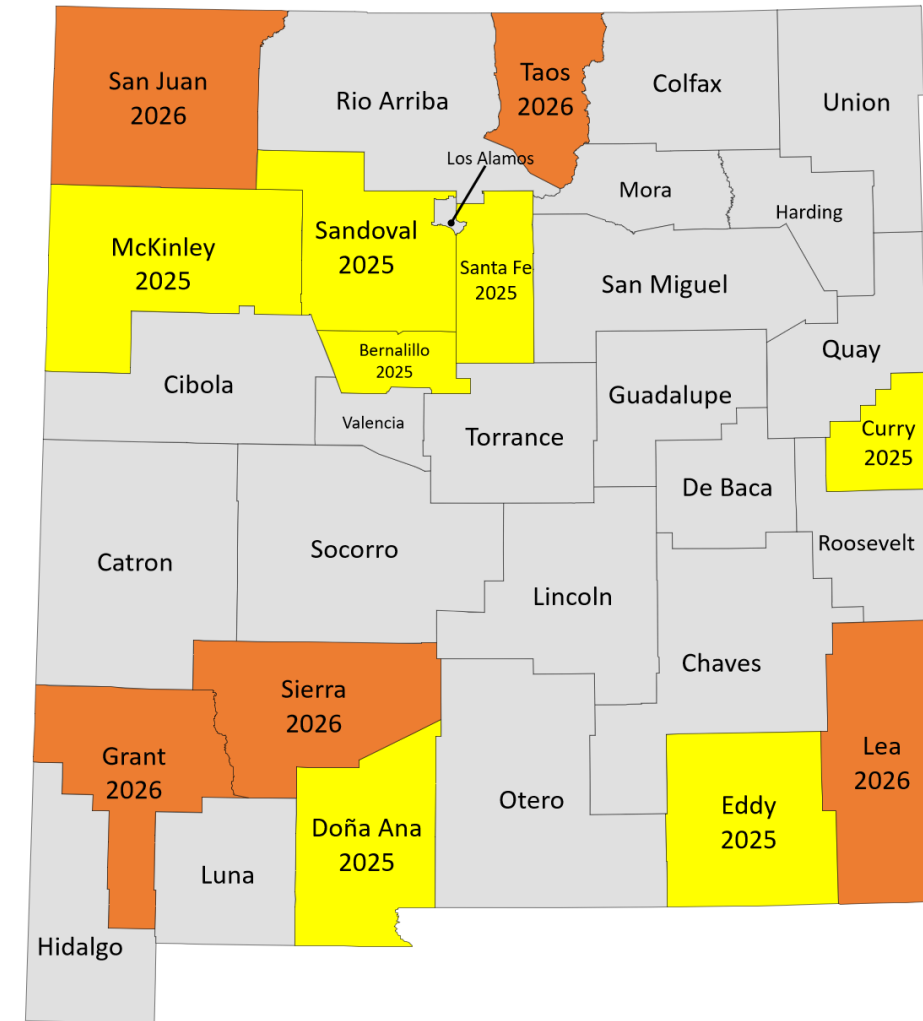 San Juan
2026
Rio Arriba
Taos
2026
Colfax
Union
Los Alamos
Mora
Harding
McKinley
2025
Sandoval
2025
Santa Fe
2025
San Miguel
Bernalillo
2025
Cibola
Valencia
Torrance
Guadalupe
Quay
Curry
2025
De Baca
Roosevelt
Catron
Socorro
Lincoln
Chaves
Sierra
2026
Grant
2026
Lea
2026
Otero
Eddy
2025
Doña Ana
2025
Luna
Hidalgo